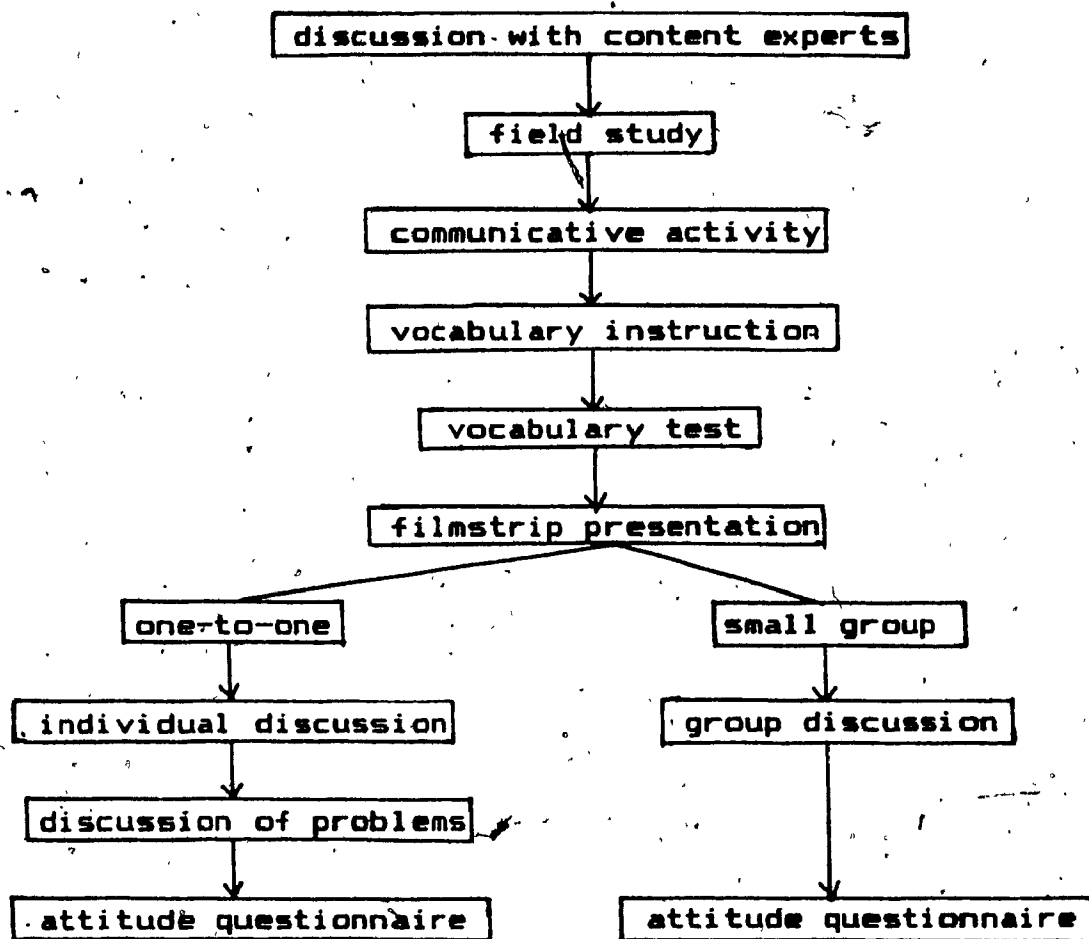 discussion with content experts
field study
communicative activity
vocabulary instruction
vocabulary test
filmstrip presentation
one-to-one small group
individual discussion group discussion
discussion of problems
attitude questionnaire attitude questionnaire